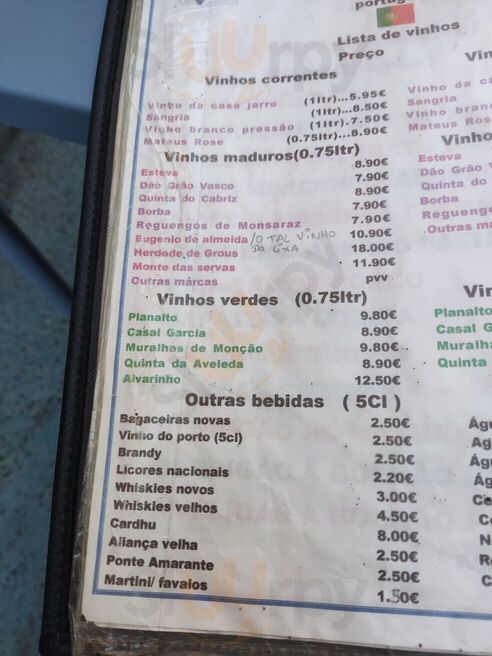 portug
Lista de vinhos
Preço
Vinhos correntes
Vinho da casa jarro (1ltr)...5.95€
Sangria (1ltr)...8.50€
Vinho branco pressão (1ltr).7.50€
Mateus Rose (0.75ltr)...8.90€
Vinhos maduros(0.75ltr)
Esteva 8.90€
Dão Grão Vasco 7.90€
Quinta do Cabriz 8.90€
Borba 7.90€
Reguengos de Monsaraz 7.90€
Eugenio de almeida /O TAL VINHO DA LIXA 10.90€
Herdade de Grous 18.00€
Monte das servas 11.90€
Outras márcas pvv
Vinhos verdes (0.75ltr)
Planalto 9.80€
Casal Garcia 8.90€
Muralhas de Monção 9.80€
Quinta da Aveleda 8.90€
Alvarinho 12.50€
Outras bebidas ( 5Cl )
Bagaceiras novas 2.50€
Vinho do porto (5cl) 2.50€
Brandy 2.50€
Licores nacionais 2.20€
Whiskies novos 3.00€
Whiskies velhos 4.50€
Cardhu 8.00€
Aliança velha 2.50€
Ponte Amarante 2.50€
Martini/ favaios 1.50€
Vin
Vinho da c
Sangria
Vinho bran
Mateus Ros
Vinho
Esteva
Dão Grão
Quinta do
Borba
Regueng
Outras ma
Vin
Planalto
Casal G
Muralha
Quinta
Sluurpy